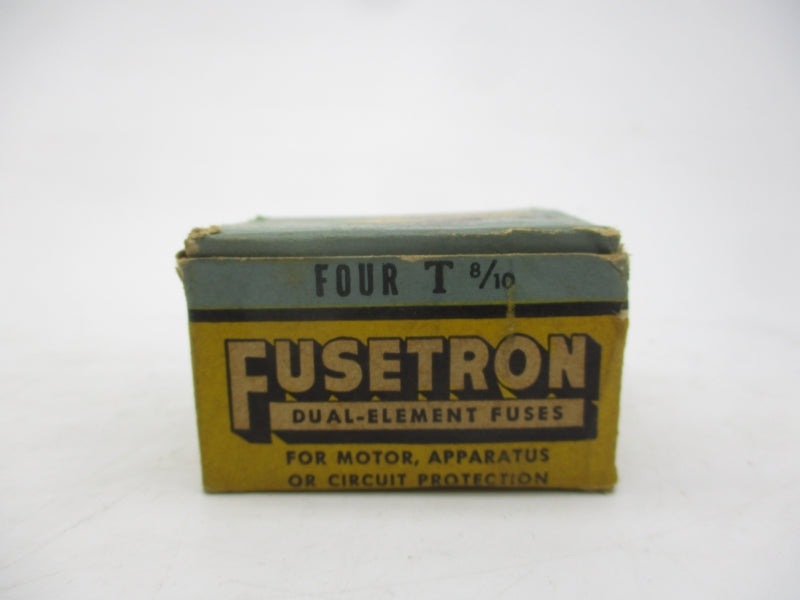 FOUR T 8/10
FUSETRON
DUAL-ELEMENT FUSES
FOR MOTOR, APPARATUS
OR CIRCUIT PROTECTION